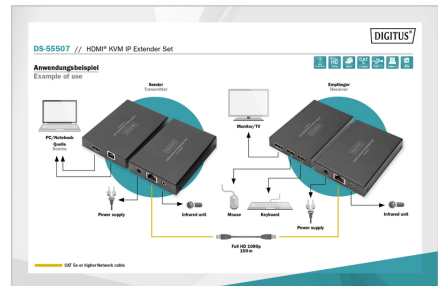 DIGITUS®
DS-55507 // HDMI® KVM IP Extender Set
Anwendungsbeispiel
Example of use
HD
CAT
Sender
Transmitter
Empfänger
Receiver
PC/Notebook
Quelle
Source
Monitor/TV
Power supply
Infrared unit
Mouse
Keyboard
Power supply
Infrared unit
Full HD 1080p
150 m
CAT 5e or higher Network cable